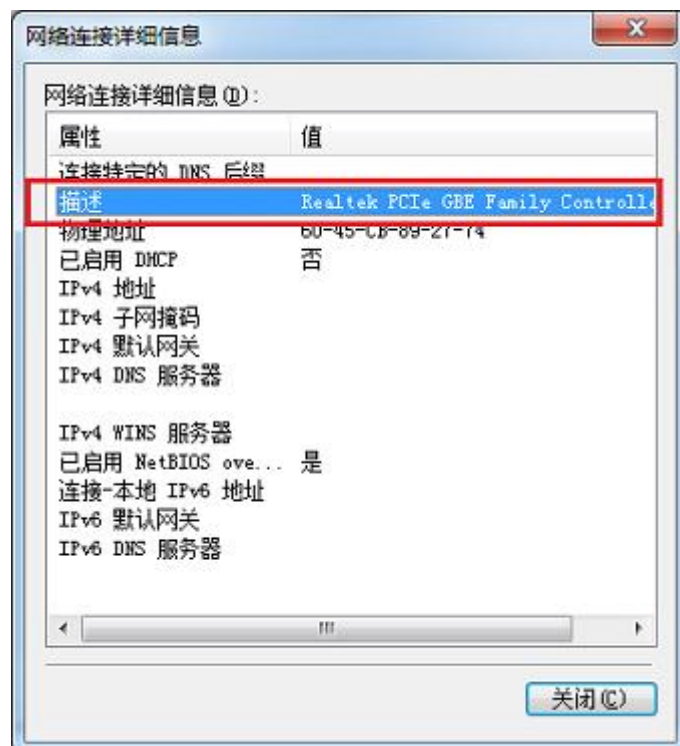 网络连接详细信息
网络连接详细信息(D):
属性 值
连接特定的 DNS 后缀
描述 Realtek PCIe GBE Family Controlle
物理地址 60-45-CB-89-27-74
已启用 DHCP 否
IPv4 地址
IPv4 子网掩码
IPv4 默认网关
IPv4 DNS 服务器
IPv4 WINS 服务器
已启用 NetBIOS ove... 是
连接-本地 IPv6 地址
IPv6 默认网关
IPv6 DNS 服务器
关闭(C)